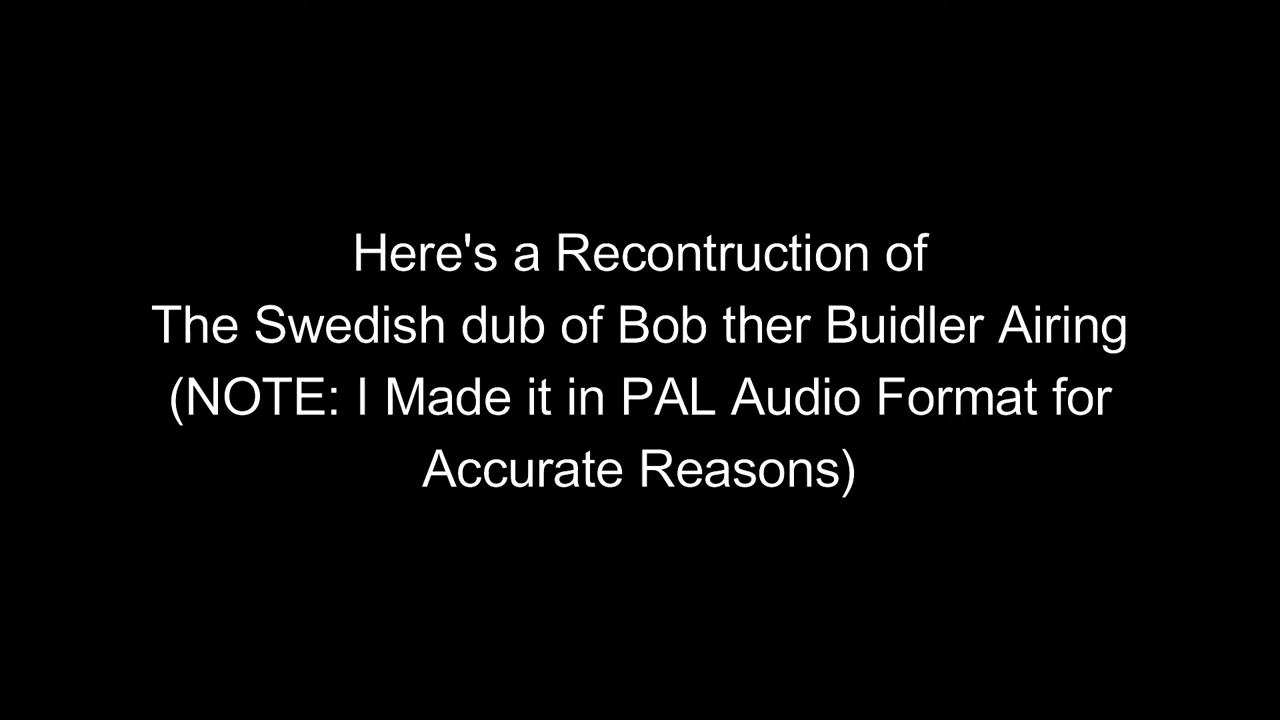 Here's a Recontruction of
The Swedish dub of Bob ther Buidler Airing
(NOTE: I Made it in PAL Audio Format for
Accurate Reasons)